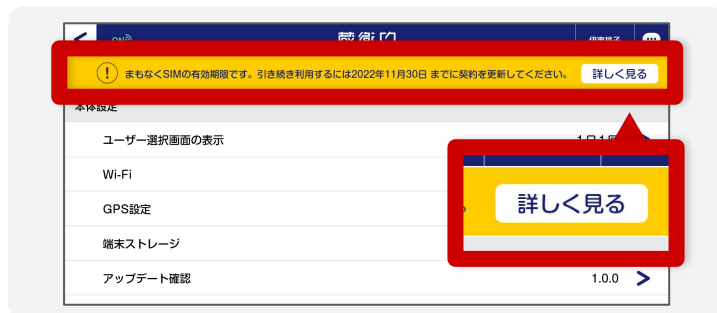 ON
! まもなくSIMの有効期限です。引き続き利用するには2022年11月30日 までに契約を更新してください。 詳しく見る
本体設定
ユーザー選択画面の表示
Wi-Fi
GPS設定
詳しく見る
端末ストレージ
アップデート確認 1.0.0